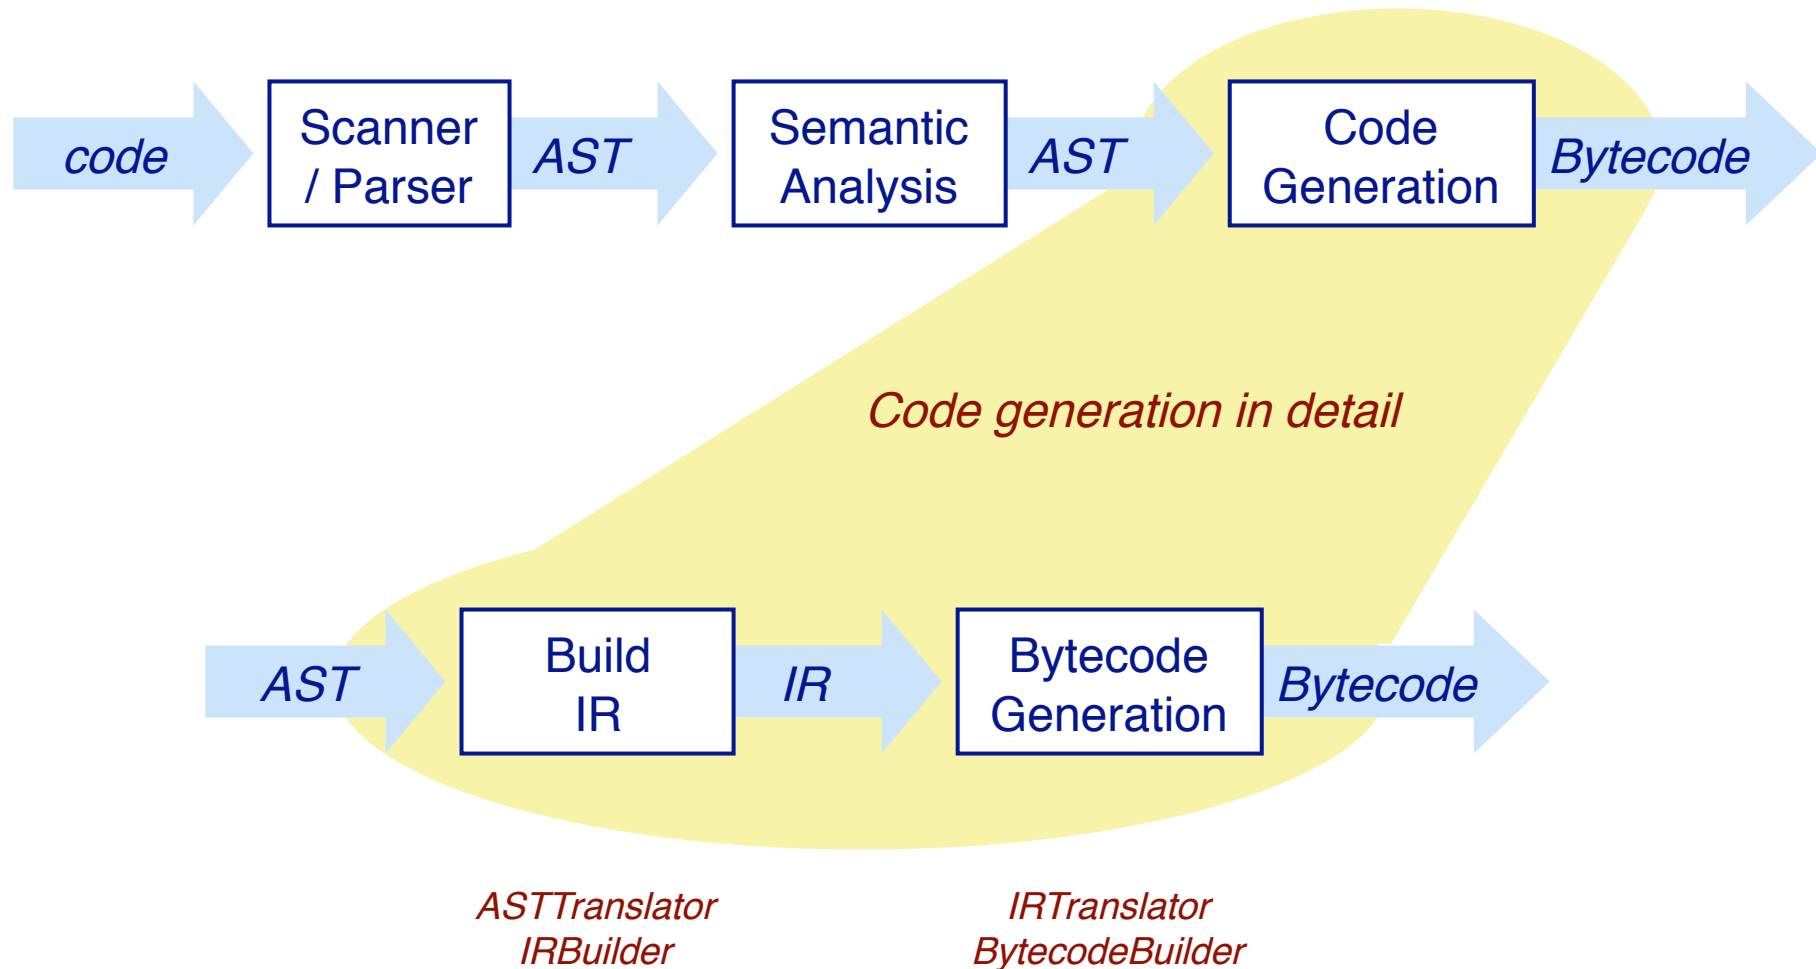 code
Scanner
/ Parser
AST
Semantic
Analysis
AST
Code
Generation
Bytecode
Code generation in detail
AST
Build
IR
IR
Bytecode
Generation
Bytecode
ASTTranslator
IRBuilder
IRTranslator
BytecodeBuilder